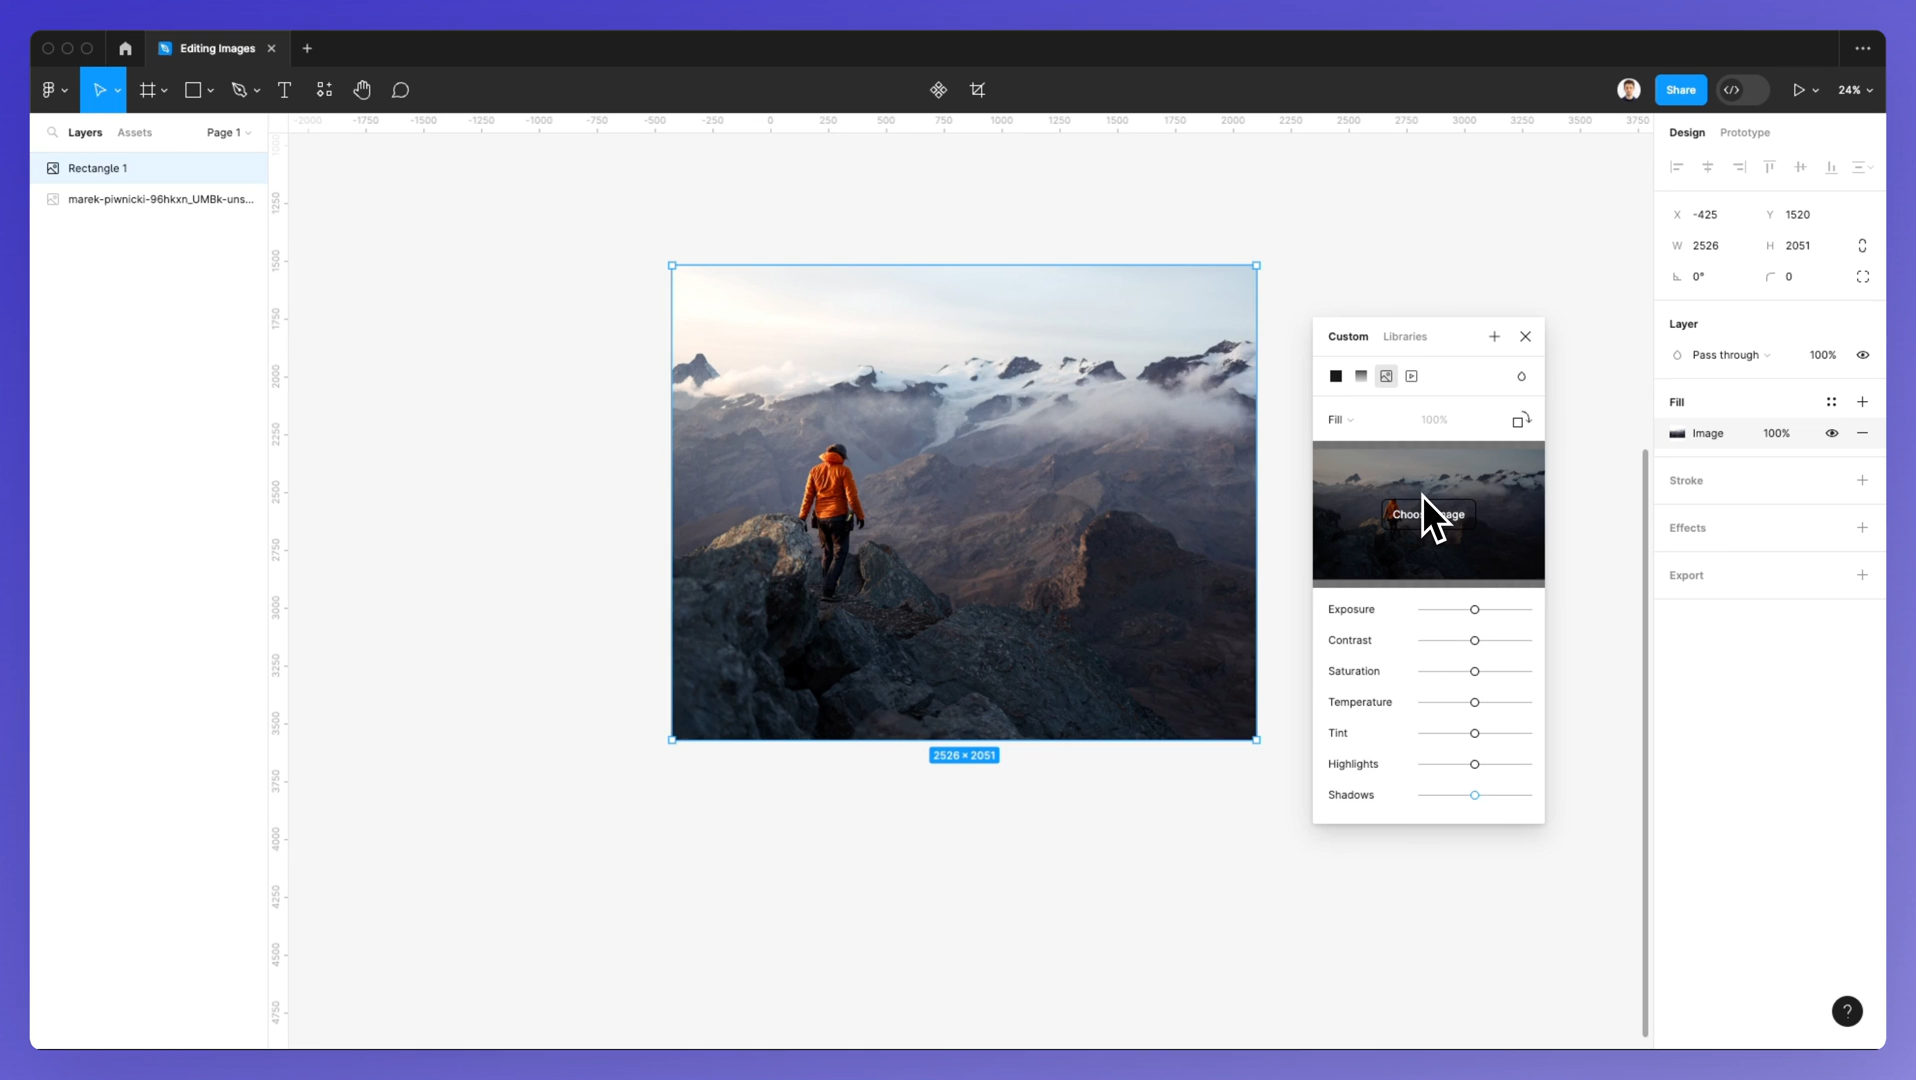 Editing Images
Share
24%
Layers Assets Page 1
-2000 -1750 -1500 -1250 -1000 -750 -500 -250 0 250 500 750 1000 1250 1500 1750 2000 2250 2500 2750 3000 3250 3500 3750
Design Prototype
Rectangle 1
marek-piwnicki-96hkxn_UMBk-uns...
1000
1250
1500
1750
2000
2250
2500
2750
3000
3250
3500
3750
4000
4250
4500
4750
2526 × 2051
Custom Libraries
Fill 100%
Exposure
Contrast
Saturation
Temperature
Tint
Highlights
Shadows
X -425 Y 1520
W 2526 H 2051
0° 0
Layer
Pass through 100%
Fill
Image 100%
Stroke
Effects
Export
?